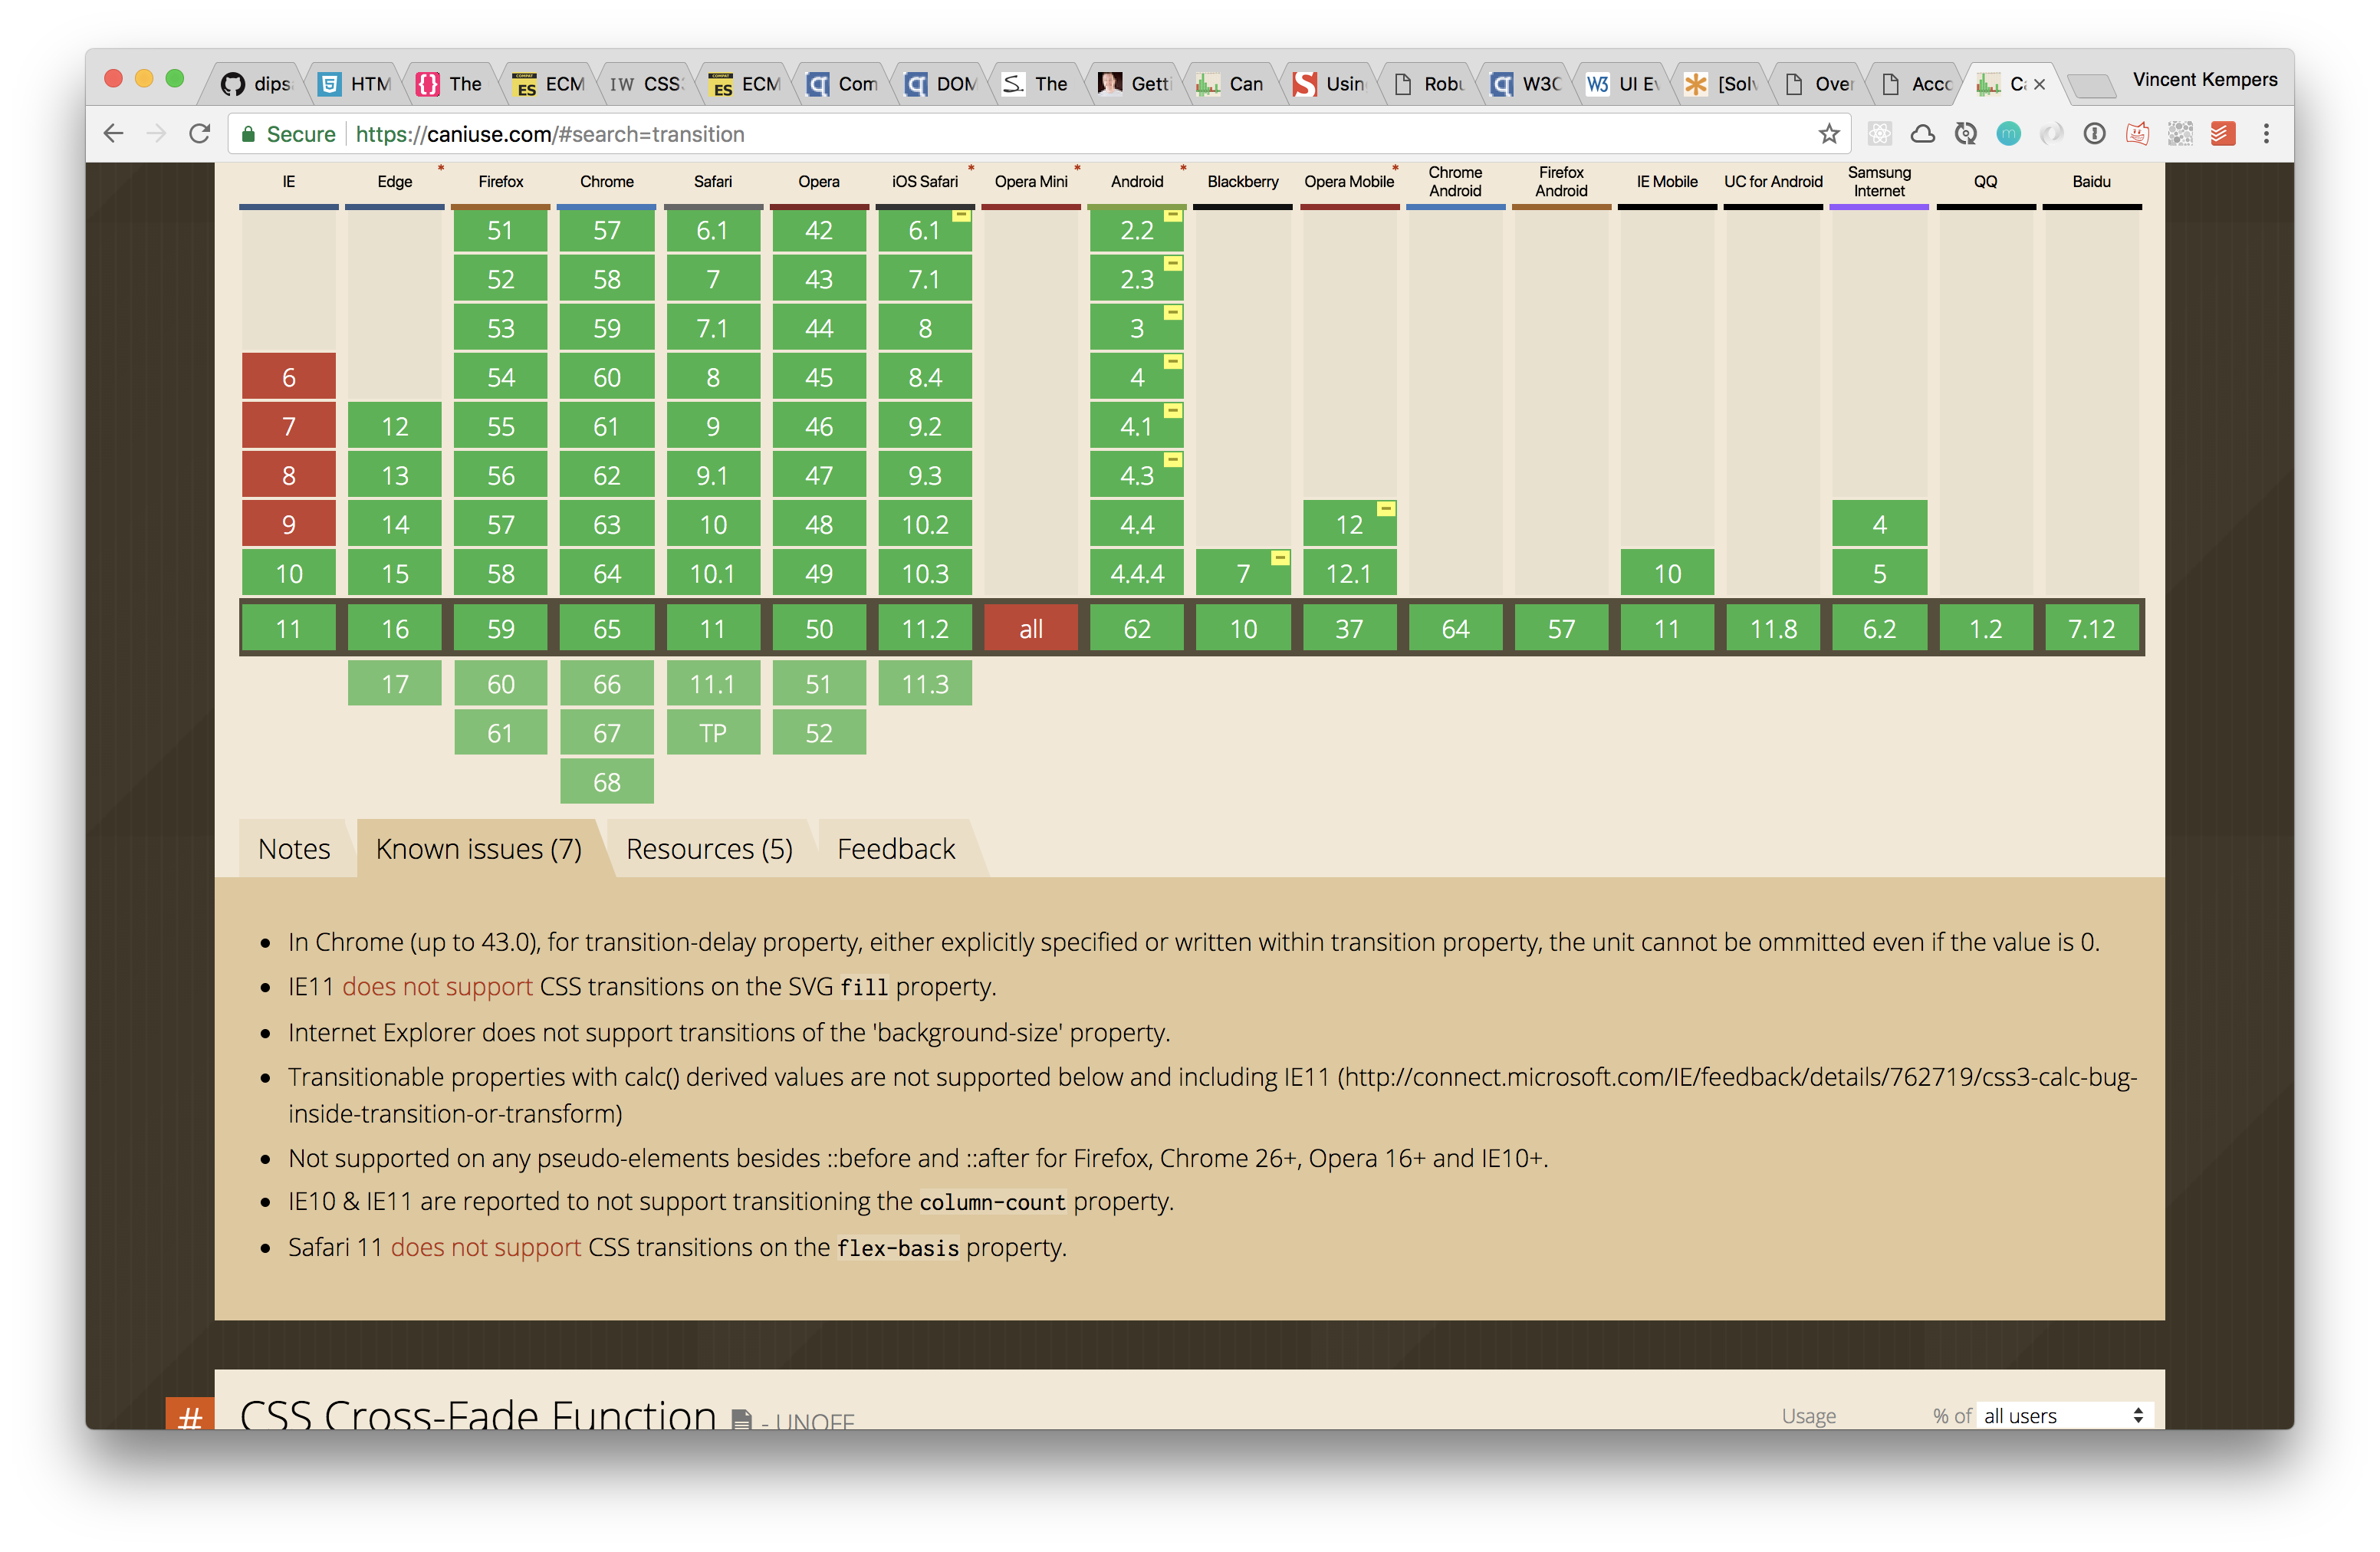 dips
HTM
The
ECM
IW CSS
ECM
Com
DOM
The
Getti
Can
Usin
Robu
W3C
UI Ev
[Solv
Over
Acco
Ca
Vincent Kempers
Secure https://caniuse.com/#search=transition
IE Edge * Firefox Chrome Safari Opera iOS Safari * Opera Mini * Android * Blackberry Opera Mobile * Chrome Android Firefox Android IE Mobile UC for Android Samsung Internet QQ Baidu
51 57 6.1 42 6.1 2.2
52 58 7 43 7.1 2.3
53 59 7.1 44 8 3
6 54 60 8 45 8.4 4
7 12 55 61 9 46 9.2 4.1
8 13 56 62 9.1 47 9.3 4.3
9 14 57 63 10 48 10.2 4.4 12 4
10 15 58 64 10.1 49 10.3 4.4.4 7 12.1 10 5
11 16 59 65 11 50 11.2 all 62 10 37 64 57 11 11.8 6.2 1.2 7.12
17 60 66 11.1 51 11.3
61 67 TP 52
68
Notes Known issues (7) Resources (5) Feedback
• In Chrome (up to 43.0), for transition-delay property, either explicitly specified or written within transition property, the unit cannot be ommitted even if the value is 0.
• IE11 does not support CSS transitions on the SVG fill property.
• Internet Explorer does not support transitions of the 'background-size' property.
• Transitionable properties with calc() derived values are not supported below and including IE11 (http://connect.microsoft.com/IE/feedback/details/762719/css3-calc-bug-
inside-transition-or-transform)
• Not supported on any pseudo-elements besides ::before and ::after for Firefox, Chrome 26+, Opera 16+ and IE10+.
• IE10 & IE11 are reported to not support transitioning the column-count property.
• Safari 11 does not support CSS transitions on the flex-basis property.
# CSS Cross-Fade Function - UNOFF
Usage % of all users